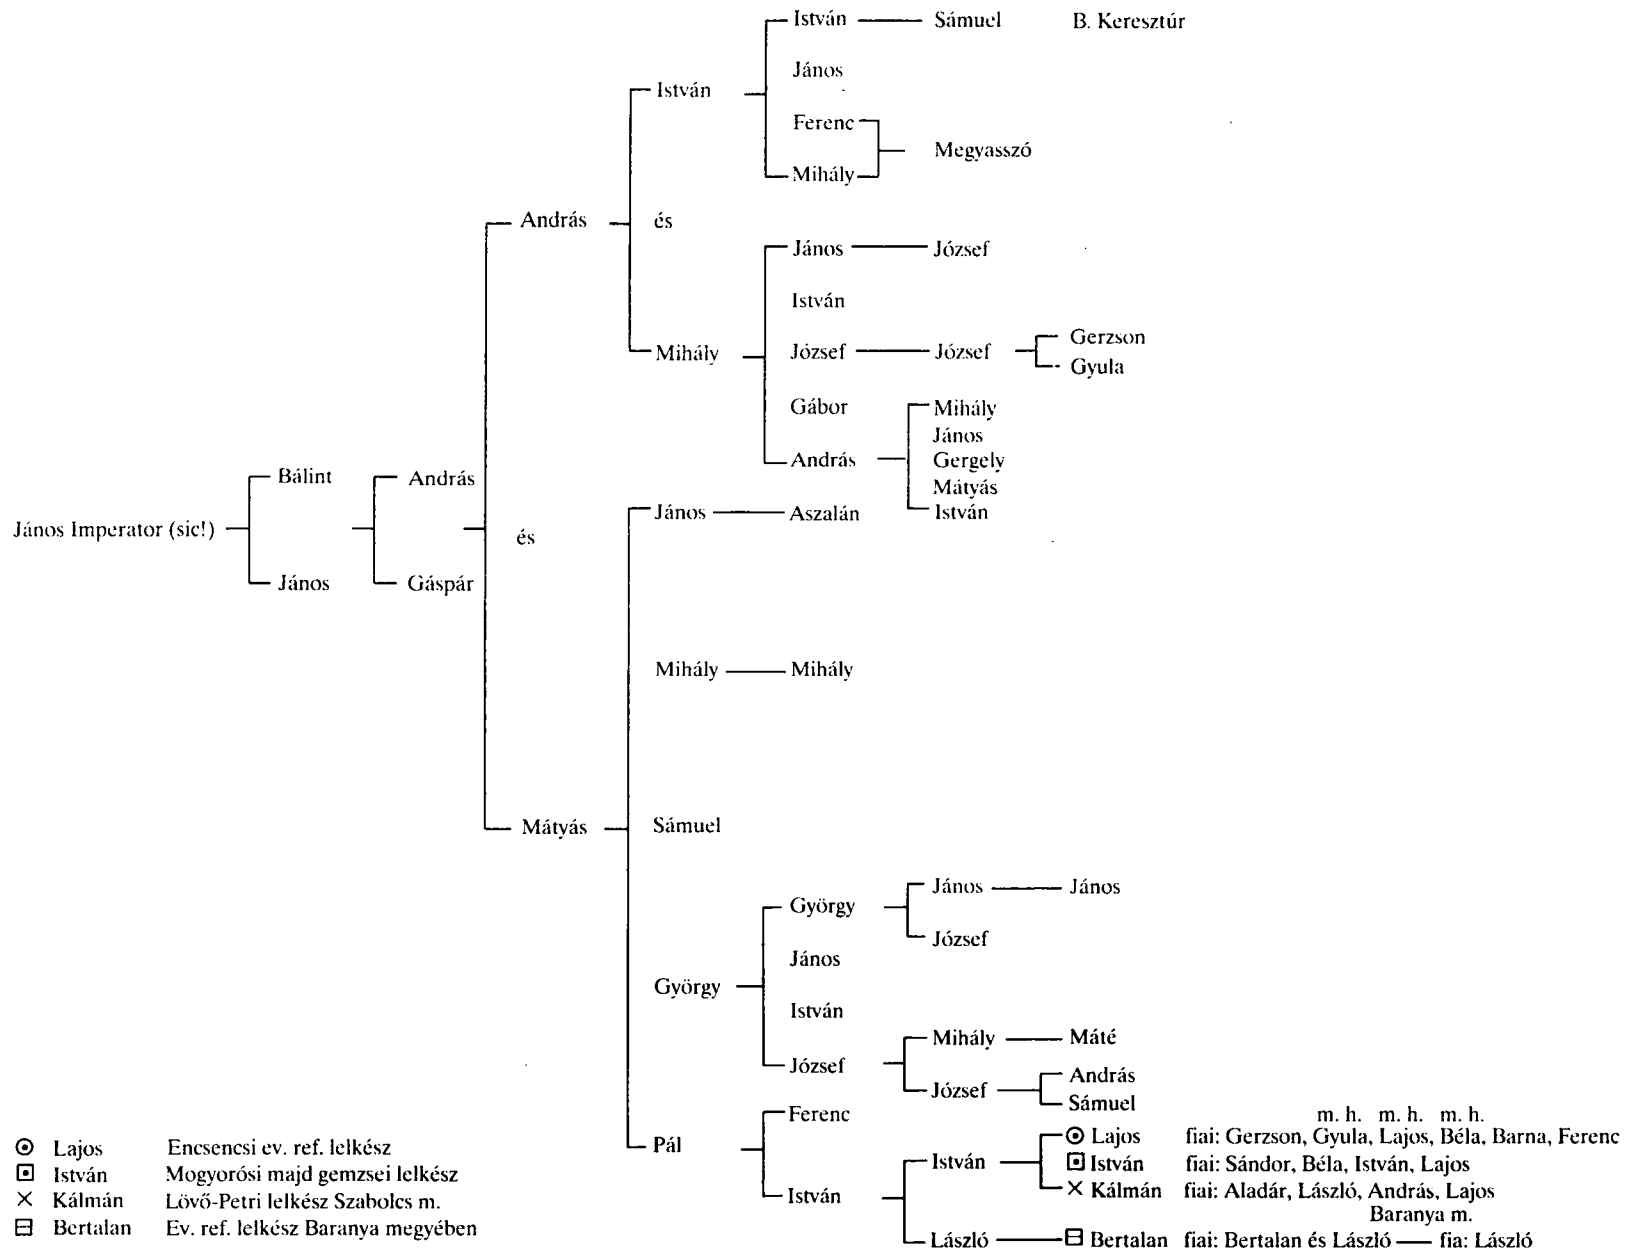 István Sámuel B. Keresztúr
János
István
Ferenc
Megyasszó
Mihály
András és
János József
István
Mihály József József Gerzson
Gyula
Gábor Mihály
János
András Gergely
Bálint András Mátyás
János Aszalán István
János Imperator (sic!) és
János Gáspár
Mihály Mihály
Mátyás Sámuel
János János
György
József
János
György
István
Mihály Máté
József
András
József
Sámuel
Ferenc m. h. m. h. m. h.
Lajos fiai: Gerzson, Gyula, Lajos, Béla, Barna, Ferenc
Pál
István István fiai: Sándor, Béla, István, Lajos
István Kálmán fiai: Aladár, László, András, Lajos
Baranya m.
László Bertalan fiai: Bertalan és László — fia: László
Lajos Encsencsi ev. ref. lelkész
István Mogyorósi majd gemzsei lelkész
Kálmán Lövő-Petri lelkész Szabolcs m.
Bertalan Ev. ref. lelkész Baranya megyében